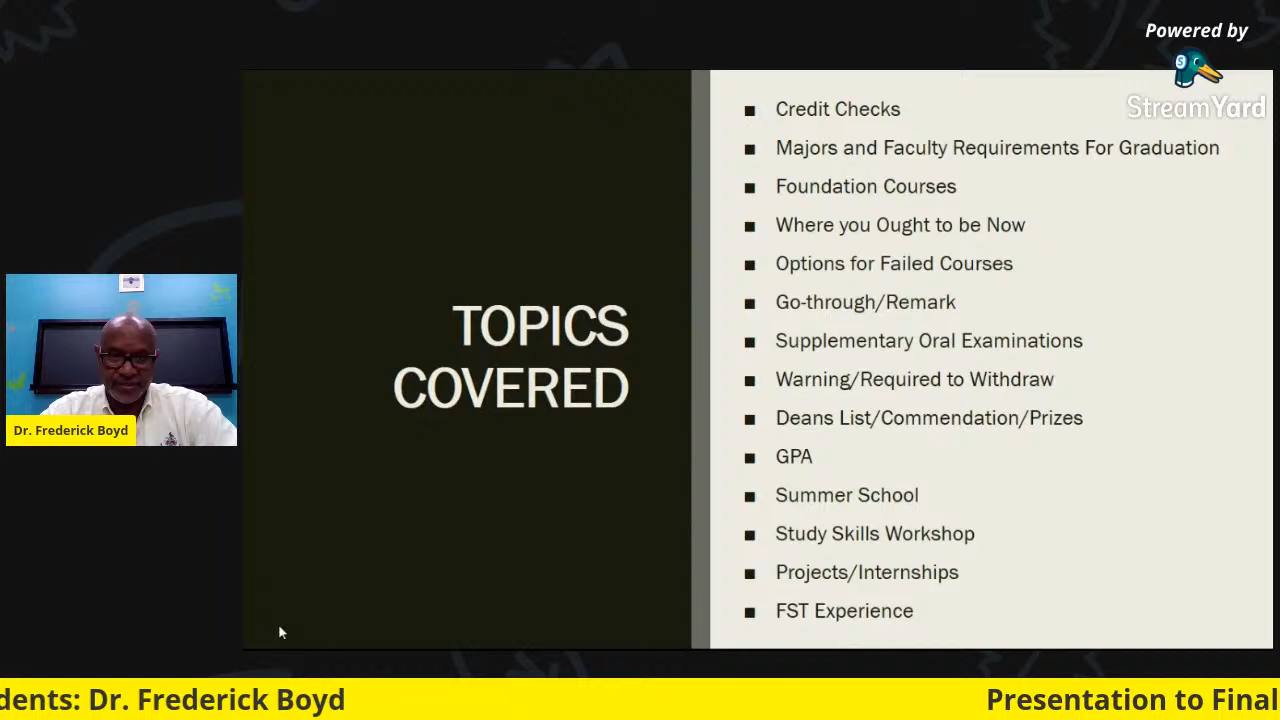 Powered by
StreamYard
TOPICS
COVERED
■ Credit Checks
■ Majors and Faculty Requirements For Graduation
■ Foundation Courses
■ Where you Ought to be Now
■ Options for Failed Courses
■ Go-through/Remark
■ Supplementary Oral Examinations
■ Warning/Required to Withdraw
■ Deans List/Commendation/Prizes
■ GPA
■ Summer School
■ Study Skills Workshop
■ Projects/Internships
■ FST Experience
Dr. Frederick Boyd
dents: Dr. Frederick Boyd
Presentation to Final